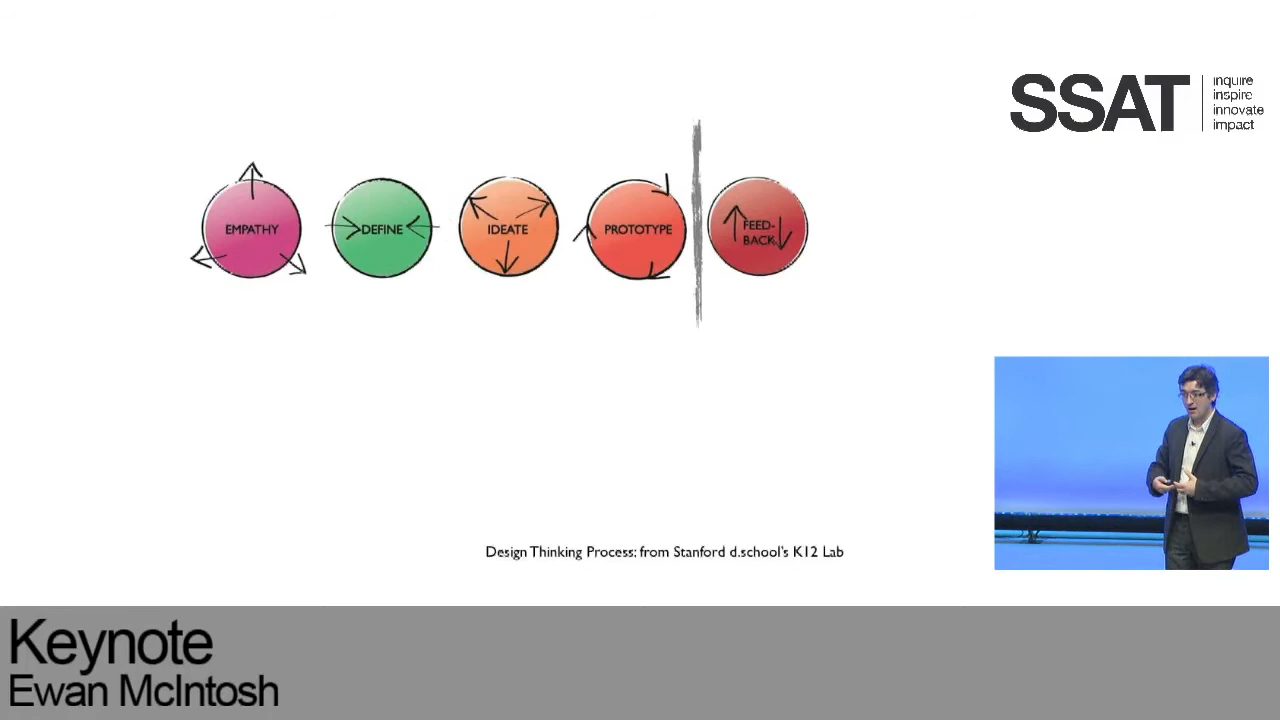 SSAT
inquire
inspire
innovate
impact
EMPATHY
DEFINE
IDEATE
PROTOTYPE
FEED-
BACK
Design Thinking Process: from Stanford d.school's K12 Lab
Keynote
Ewan McIntosh